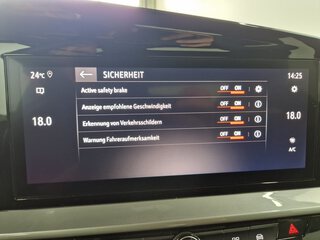 24°C
SICHERHEIT
14:25
Active safety brake OFF ON
Anzeige empfohlene Geschwindigkeit OFF ON
18.0
Erkennung von Verkehrsschildern OFF ON
18.0
Warnung Fahreraufmerksamkeit OFF ON
A/C